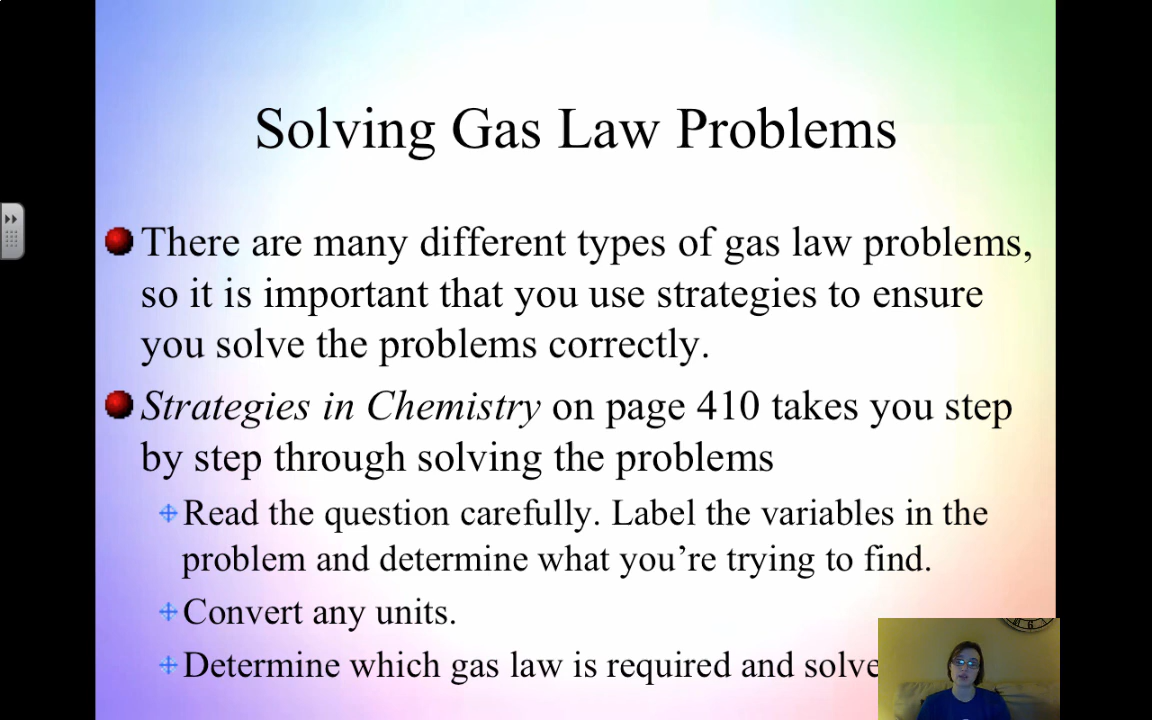 Solving Gas Law Problems
There are many different types of gas law problems,
so it is important that you use strategies to ensure
you solve the problems correctly.
Strategies in Chemistry on page 410 takes you step
by step through solving the problems
Read the question carefully. Label the variables in the
problem and determine what you’re trying to find.
Convert any units.
Determine which gas law is required and solve